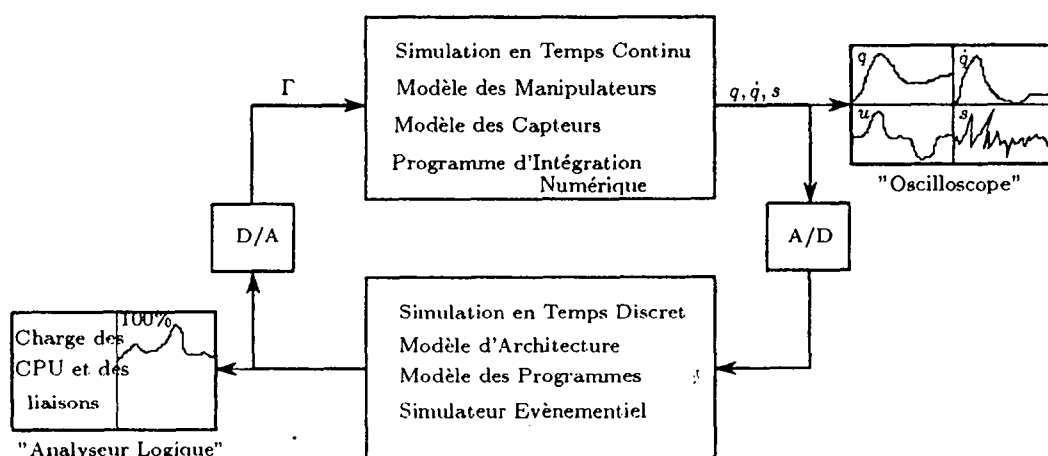 Simulation en Temps Continu
Modèle des Manipulateurs
Modèle des Capteurs
Programme d'Intégration
Numérique
Γ
q, q̇, s
q
q̇
u
s
"Oscilloscope"
D/A
A/D
Simulation en Temps Discret
Modèle d'Architecture
Modèle des Programmes
Simulateur Evènementiel
100%
Charge des
CPU et des
liaisons
"Analyseur Logique"